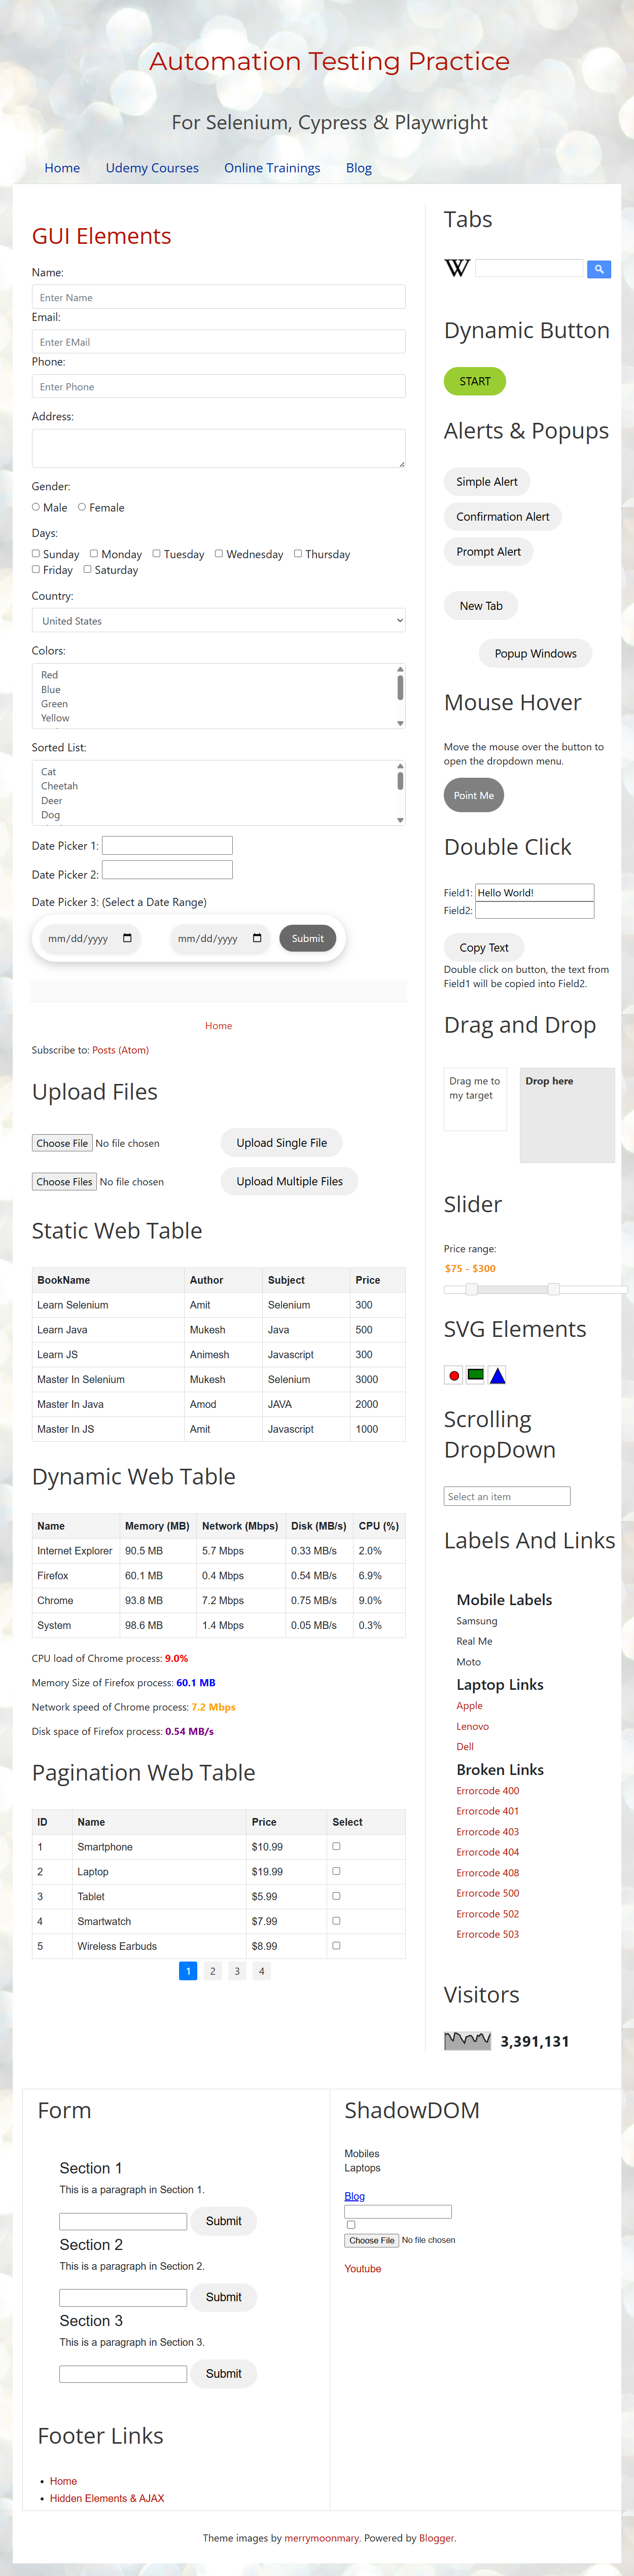 Automation Testing Practice
For Selenium, Cypress & Playwright
Home Udemy Courses Online Trainings Blog
GUI Elements
Name:
Enter Name
Email:
Enter EMail
Phone:
Enter Phone
Address:
Gender:
Male Female
Days:
Sunday Monday Tuesday Wednesday Thursday
Friday Saturday
Country:
United States
Colors:
Red
Blue
Green
Yellow
Sorted List:
Cat
Cheetah
Deer
Dog
Date Picker 1:
Date Picker 2:
Date Picker 3: (Select a Date Range)
mm/dd/yyyy mm/dd/yyyy Submit
Home
Subscribe to: Posts (Atom)
Upload Files
Choose File No file chosen Upload Single File
Choose Files No file chosen Upload Multiple Files
Static Web Table
BookName Author Subject Price
Learn Selenium Amit Selenium 300
Learn Java Mukesh Java 500
Learn JS Animesh Javascript 300
Master In Selenium Mukesh Selenium 3000
Master In Java Amod JAVA 2000
Master In JS Amit Javascript 1000
Dynamic Web Table
Name Memory (MB) Network (Mbps) Disk (MB/s) CPU (%)
Internet Explorer 90.5 MB 5.7 Mbps 0.33 MB/s 2.0%
Firefox 60.1 MB 0.4 Mbps 0.54 MB/s 6.9%
Chrome 93.8 MB 7.2 Mbps 0.75 MB/s 9.0%
System 98.6 MB 1.4 Mbps 0.05 MB/s 0.3%
CPU load of Chrome process: 9.0%
Memory Size of Firefox process: 60.1 MB
Network speed of Chrome process: 7.2 Mbps
Disk space of Firefox process: 0.54 MB/s
Pagination Web Table
ID Name Price Select
1 Smartphone $10.99
2 Laptop $19.99
3 Tablet $5.99
4 Smartwatch $7.99
5 Wireless Earbuds $8.99
1 2 3 4
Tabs
W
Dynamic Button
START
Alerts & Popups
Simple Alert
Confirmation Alert
Prompt Alert
New Tab
Popup Windows
Mouse Hover
Move the mouse over the button to
open the dropdown menu.
Point Me
Double Click
Field1: Hello World!
Field2:
Copy Text
Double click on button, the text from
Field1 will be copied into Field2.
Drag and Drop
Drag me to
my target
Drop here
Slider
Price range:
$75 - $300
SVG Elements
Scrolling
DropDown
Select an item
Labels And Links
Mobile Labels
Samsung
Real Me
Moto
Laptop Links
Apple
Lenovo
Dell
Broken Links
Errorcode 400
Errorcode 401
Errorcode 403
Errorcode 404
Errorcode 408
Errorcode 500
Errorcode 502
Errorcode 503
Visitors
3,391,131
Form
Section 1
This is a paragraph in Section 1.
Submit
Section 2
This is a paragraph in Section 2.
Submit
Section 3
This is a paragraph in Section 3.
Submit
Footer Links
Home
Hidden Elements & AJAX
ShadowDOM
Mobiles
Laptops
Blog
Choose File No file chosen
Youtube
Theme images by merrymoonmary. Powered by Blogger.